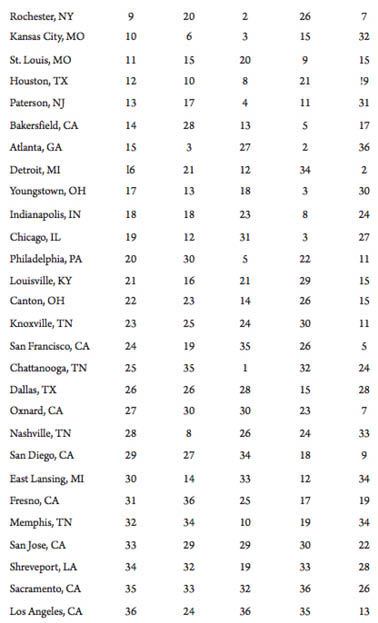 Rochester, NY 9 20 2 26 7
Kansas City, MO 10 6 3 15 32
St. Louis, MO 11 15 20 9 15
Houston, TX 12 10 8 21 !9
Paterson, NJ 13 17 4 11 31
Bakersfield, CA 14 28 13 5 17
Atlanta, GA 15 3 27 2 36
Detroit, MI 16 21 12 34 2
Youngstown, OH 17 13 18 3 30
Indianapolis, IN 18 18 23 8 24
Chicago, IL 19 12 31 3 27
Philadelphia, PA 20 30 5 22 11
Louisville, KY 21 16 21 29 15
Canton, OH 22 23 14 26 15
Knoxville, TN 23 25 24 30 11
San Francisco, CA 24 19 35 26 5
Chattanooga, TN 25 35 1 32 24
Dallas, TX 26 26 28 15 28
Oxnard, CA 27 30 30 23 7
Nashville, TN 28 8 26 24 33
San Diego, CA 29 27 34 18 9
East Lansing, MI 30 14 33 12 34
Fresno, CA 31 36 25 17 19
Memphis, TN 32 34 10 19 34
San Jose, CA 33 29 29 30 22
Shreveport, LA 34 32 19 33 28
Sacramento, CA 35 33 32 36 26
Los Angeles, CA 36 24 36 35 13